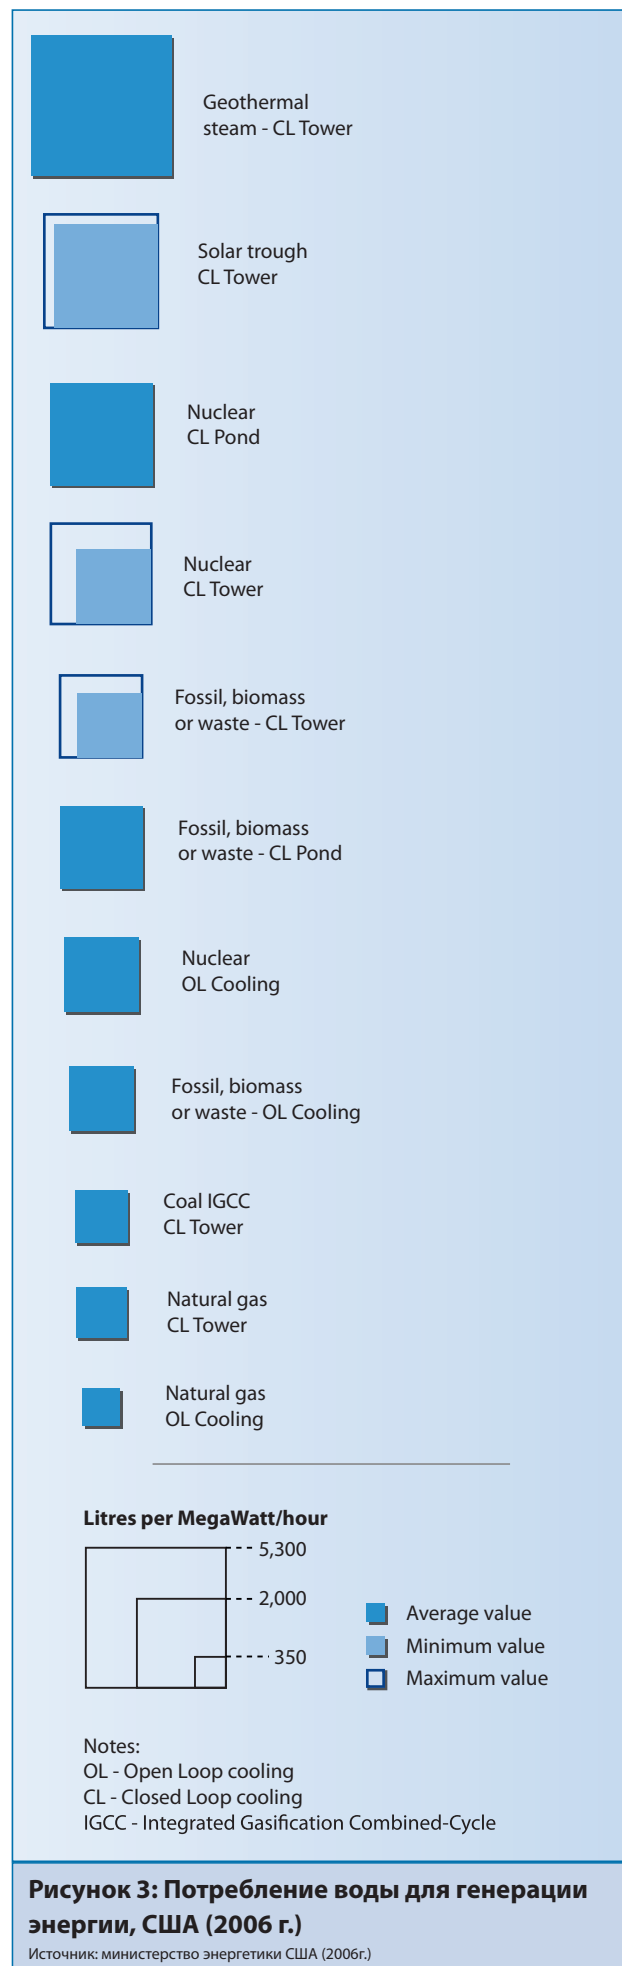 Geothermal
steam - CL Tower
Solar trough
CL Tower
Nuclear
CL Pond
Nuclear
CL Tower
Fossil, biomass
or waste - CL Tower
Fossil, biomass
or waste - CL Pond
Nuclear
OL Cooling
Fossil, biomass
or waste - OL Cooling
Coal IGCC
CL Tower
Natural gas
CL Tower
Natural gas
OL Cooling
Litres per MegaWatt/hour
5,300
2,000
350
Average value
Minimum value
Maximum value
Notes:
OL - Open Loop cooling
CL - Closed Loop cooling
IGCC - Integrated Gasification Combined-Cycle
Рисунок 3: Потребление воды для генерации
энергии, США (2006 г.)
Источник: министерство энергетики США (2006г.)